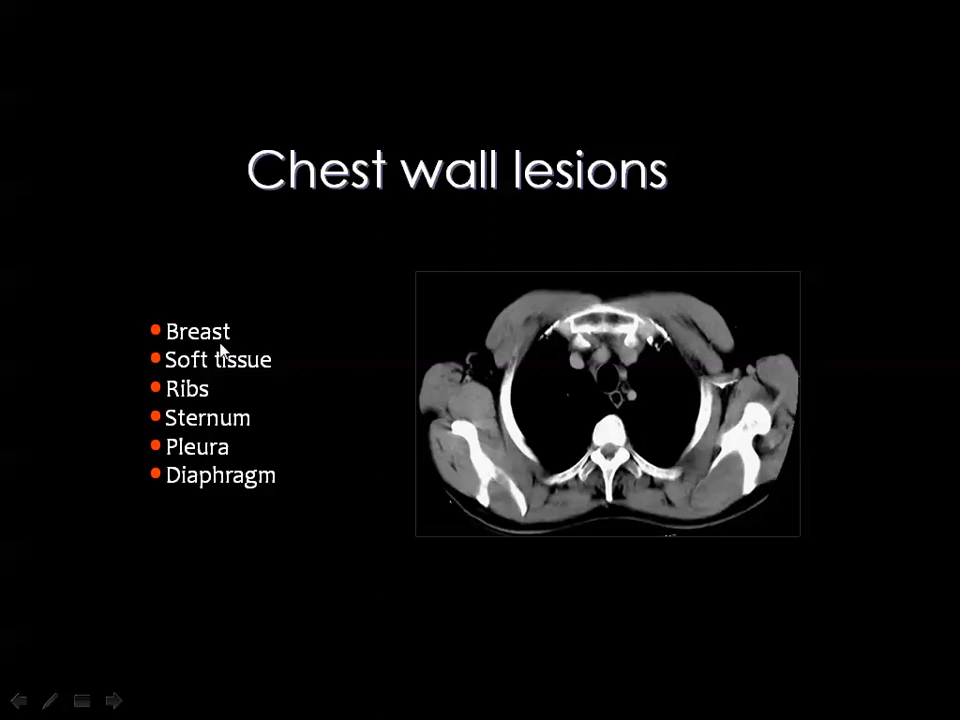 Chest wall lesions
Breast
Soft tissue
Ribs
Sternum
Pleura
Diaphragm